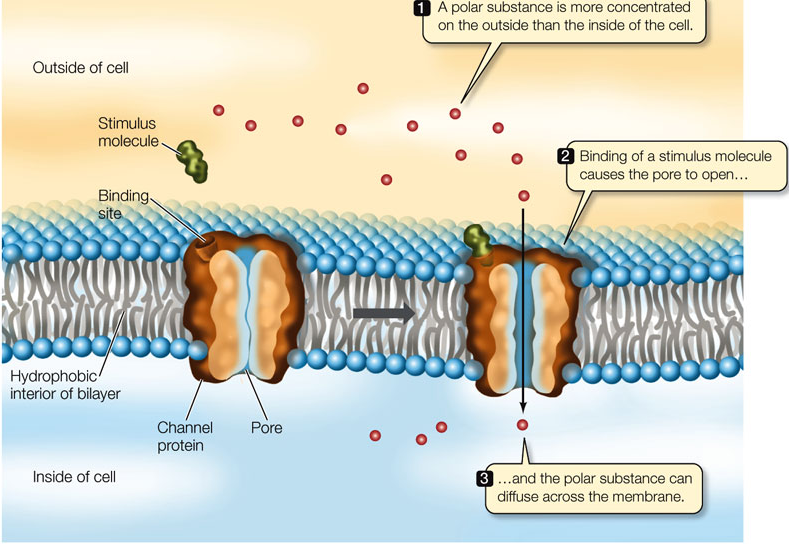 1 A polar substance is more concentrated
on the outside than the inside of the cell.
Outside of cell
Stimulus
molecule
2 Binding of a stimulus molecule
causes the pore to open…
Binding
site
Hydrophobic
interior of bilayer
Channel
protein
Pore
Inside of cell
3 …and the polar substance can
diffuse across the membrane.